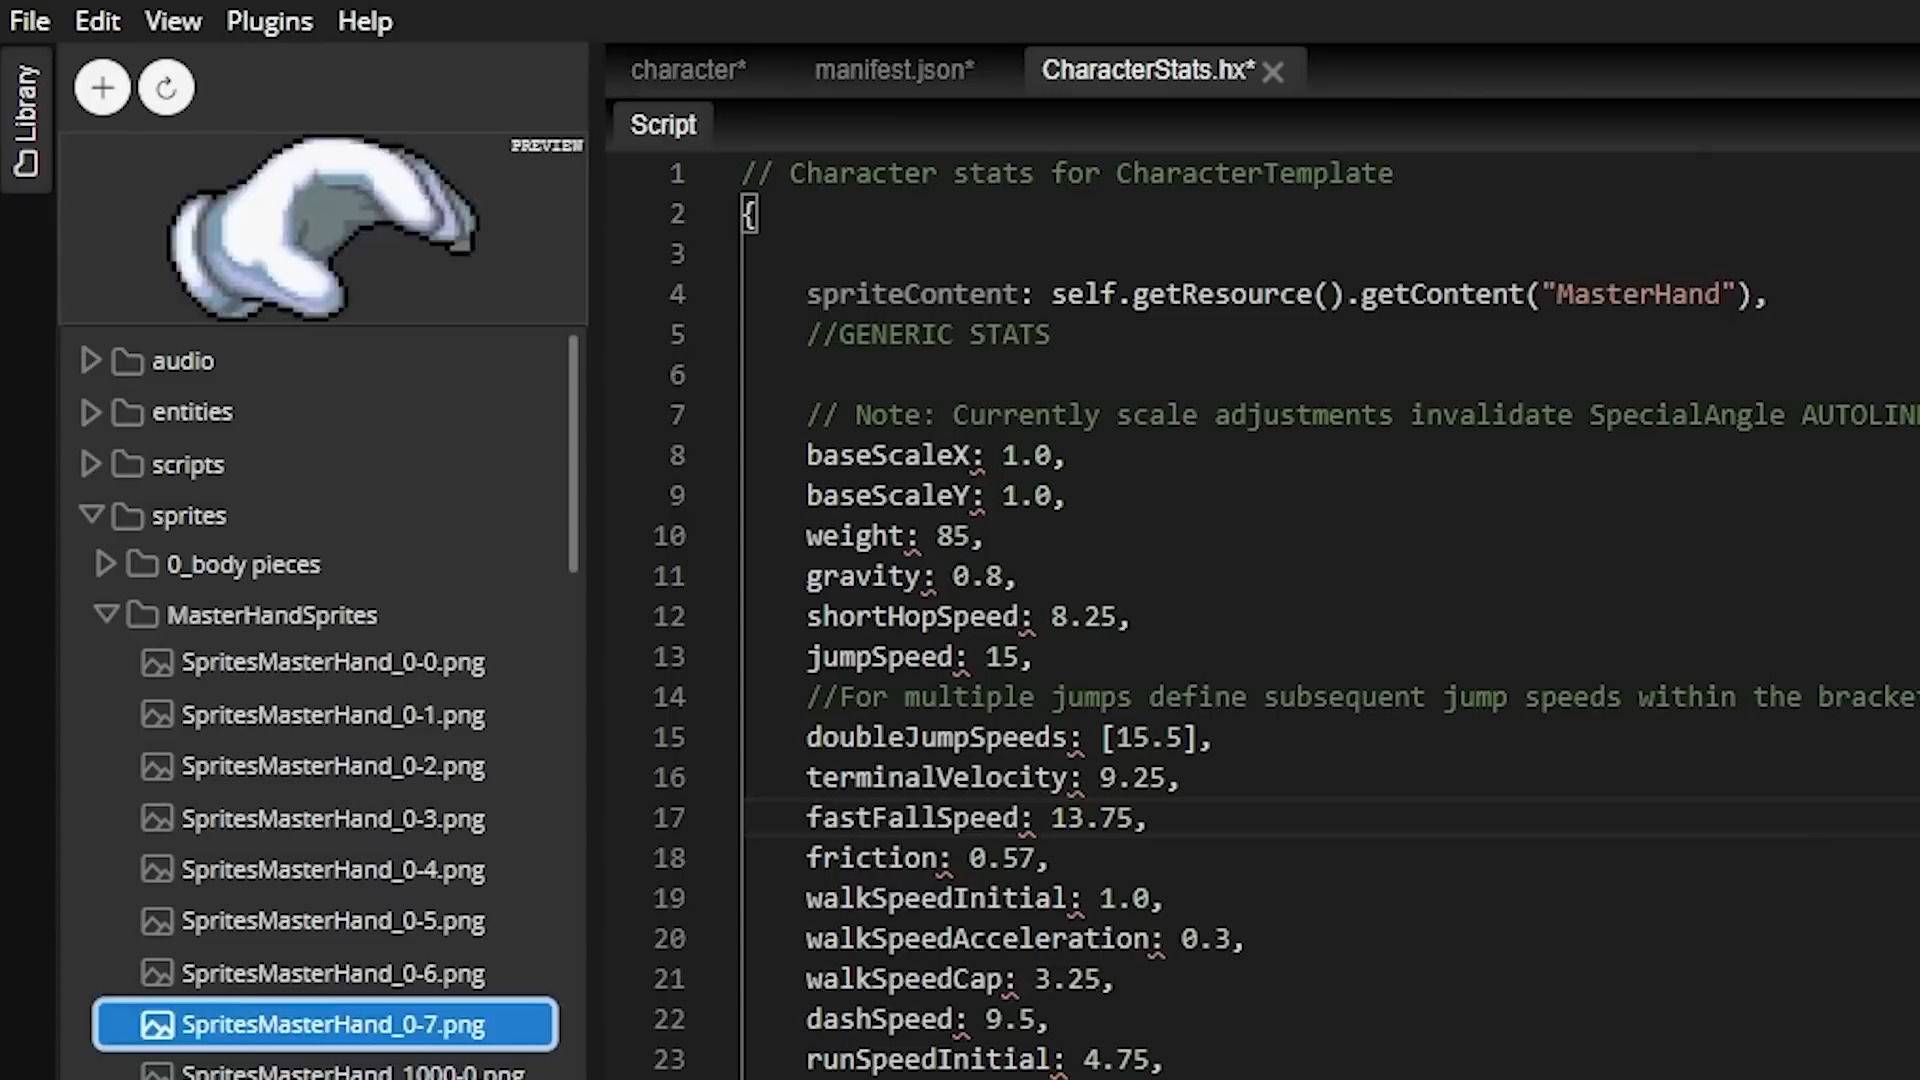 File Edit View Plugins Help
Library
PREVIEW
audio
entities
scripts
sprites
0_body pieces
MasterHandSprites
SpritesMasterHand_0-0.png
SpritesMasterHand_0-1.png
SpritesMasterHand_0-2.png
SpritesMasterHand_0-3.png
SpritesMasterHand_0-4.png
SpritesMasterHand_0-5.png
SpritesMasterHand_0-6.png
SpritesMasterHand_0-7.png
SpritesMasterHand_1000-0.png
character* manifest.json* CharacterStats.hx*
Script
1 // Character stats for CharacterTemplate
2 {
3
4 spriteContent: self.getResource().getContent("MasterHand"),
5 //GENERIC STATS
6
7 // Note: Currently scale adjustments invalidate SpecialAngle AUTOLIN
8 baseScaleX: 1.0,
9 baseScaleY: 1.0,
10 weight: 85,
11 gravity: 0.8,
12 shortHopSpeed: 8.25,
13 jumpSpeed: 15,
14 //For multiple jumps define subsequent jump speeds within the bracket
15 doubleJumpSpeeds: [15.5],
16 terminalVelocity: 9.25,
17 fastFallSpeed: 13.75,
18 friction: 0.57,
19 walkSpeedInitial: 1.0,
20 walkSpeedAcceleration: 0.3,
21 walkSpeedCap: 3.25,
22 dashSpeed: 9.5,
23 runSpeedInitial: 4.75,